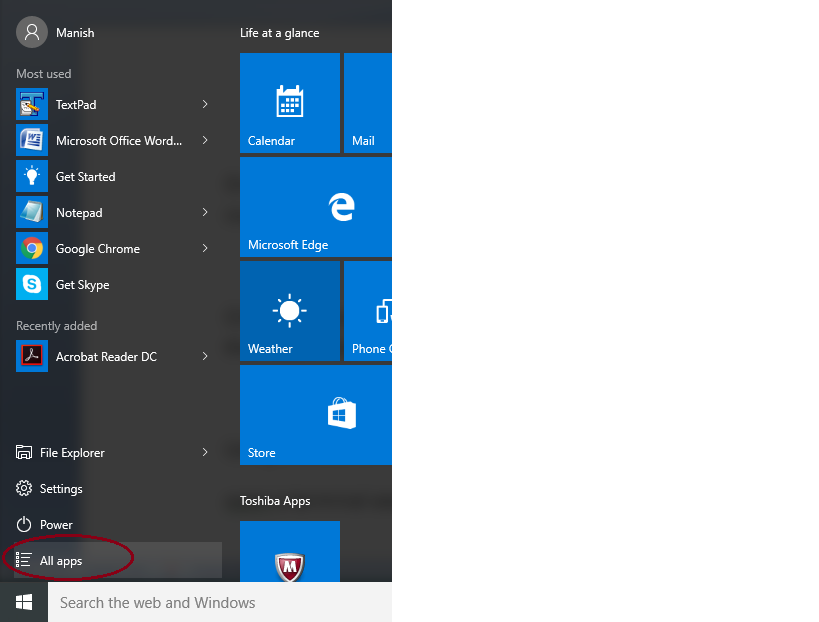 Manish
Most used
TextPad
Microsoft Office Word...
Get Started
Notepad
Google Chrome
Get Skype
Recently added
Acrobat Reader DC
File Explorer
Settings
Power
All apps
Life at a glance
Calendar
Mail
Microsoft Edge
Weather
Phone C
Store
Toshiba Apps
Search the web and Windows